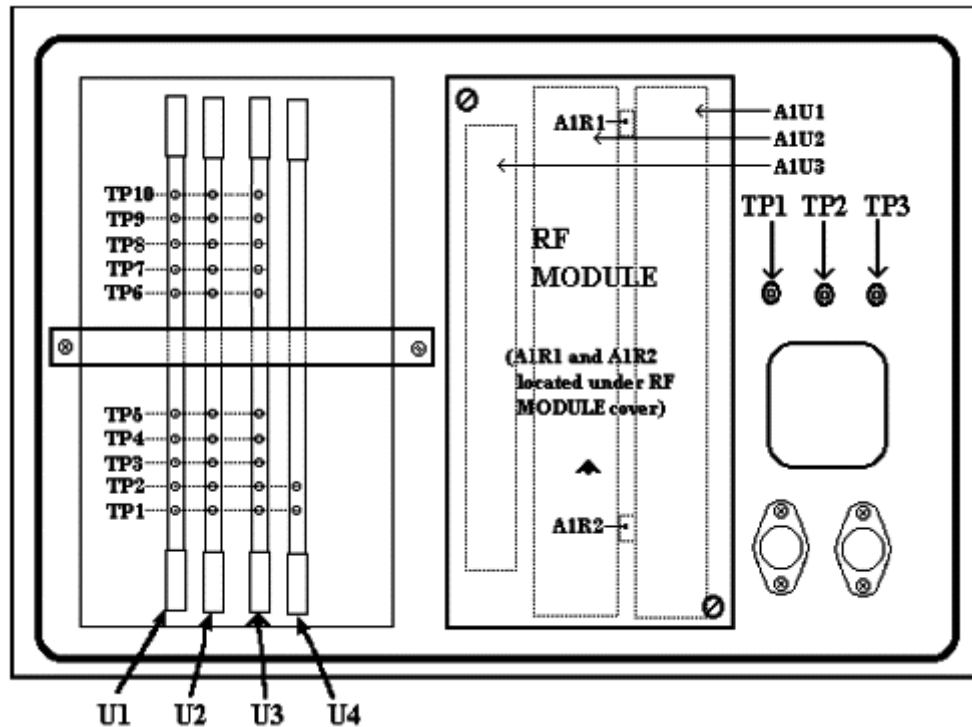 A1U1
A1R1
A1U2
A1U3
TP10
TP9
TP8
TP7
TP6
TP1 TP2 TP3
RF
MODULE
(A1R1 and A1R2
located under RF
MODULE cover)
TP5
TP4
TP3
TP2
TP1
A1R2
U1 U2 U3 U4